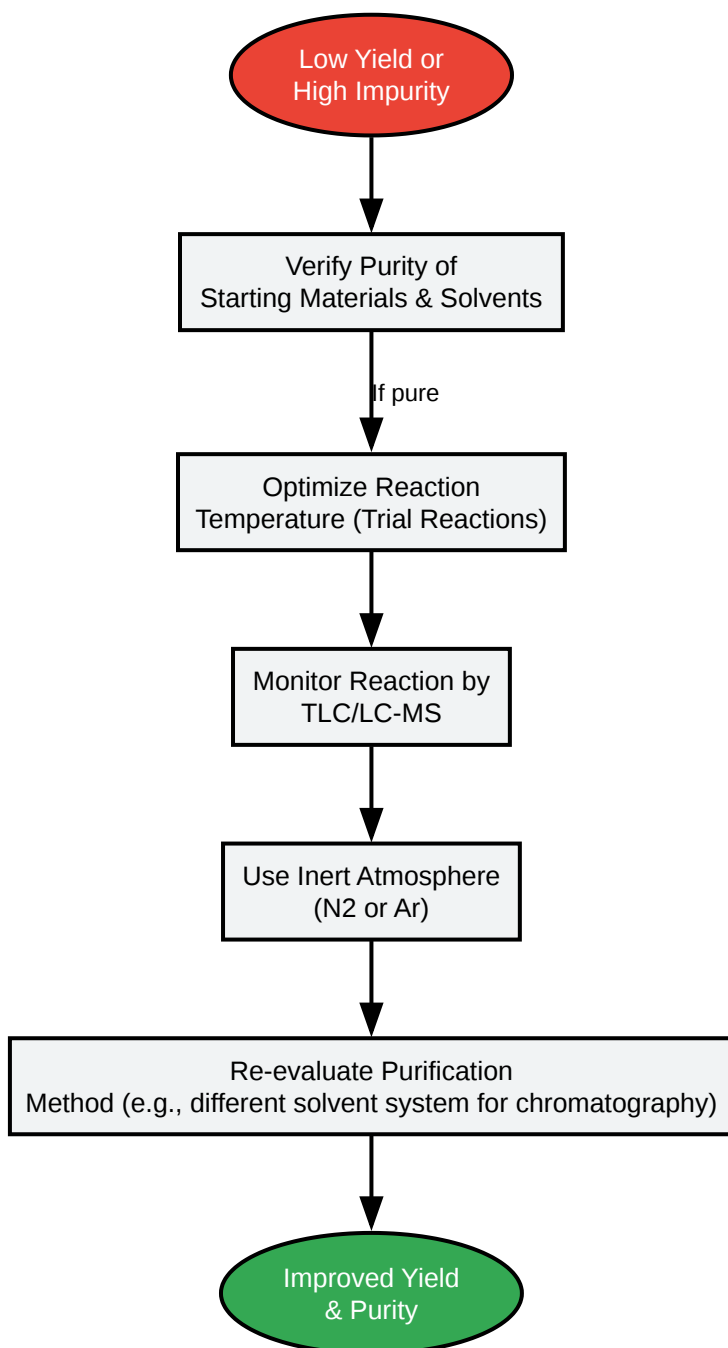 Low Yield or
High Impurity
Verify Purity of
Starting Materials & Solvents
If pure
Optimize Reaction
Temperature (Trial Reactions)
Monitor Reaction by
TLC/LC-MS
Use Inert Atmosphere
(N2 or Ar)
Re-evaluate Purification
Method (e.g., different solvent system for chromatography)
Improved Yield
& Purity